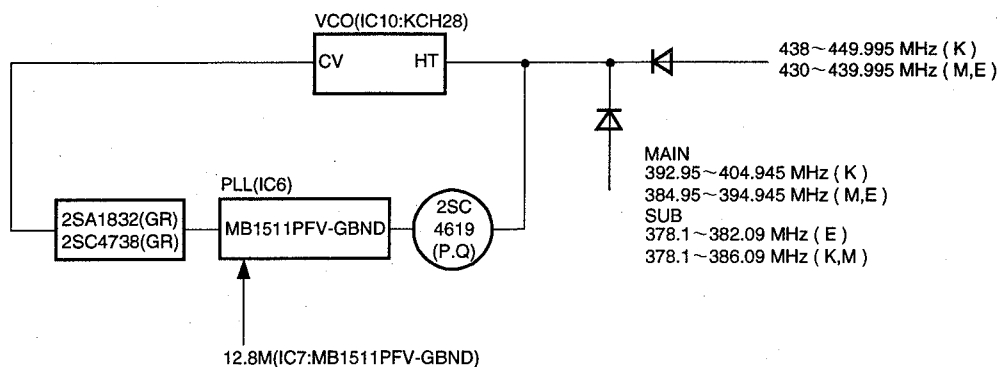 VCO(IC10:KCH28)
CV
HT
438~449.995 MHz ( K )
430~439.995 MHz ( M,E )
MAIN
392.95~404.945 MHz ( K )
384.95~394.945 MHz ( M,E )
SUB
378.1~382.09 MHz ( E )
378.1~386.09 MHz ( K,M )
PLL(IC6)
2SA1832(GR)
2SC4738(GR)
MB1511PFV-GBND
2SC
4619
(P.Q)
12.8M(IC7:MB1511PFV-GBND)